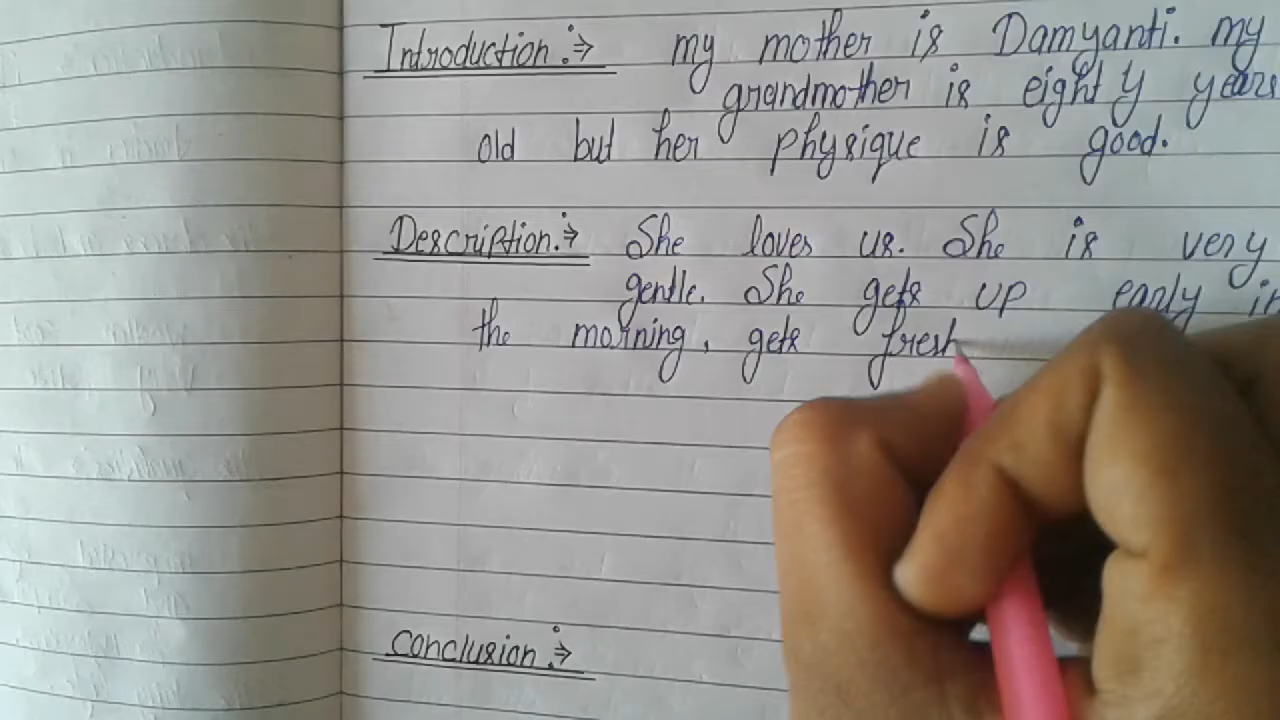 Introduction :⇒ my mother is Damyanti. my
grandmother is eighty years
old but her physique is good.
Description :⇒ She loves us. She is very
gentle. She gets up early in
the morning, gets fresh
Conclusion :⇒